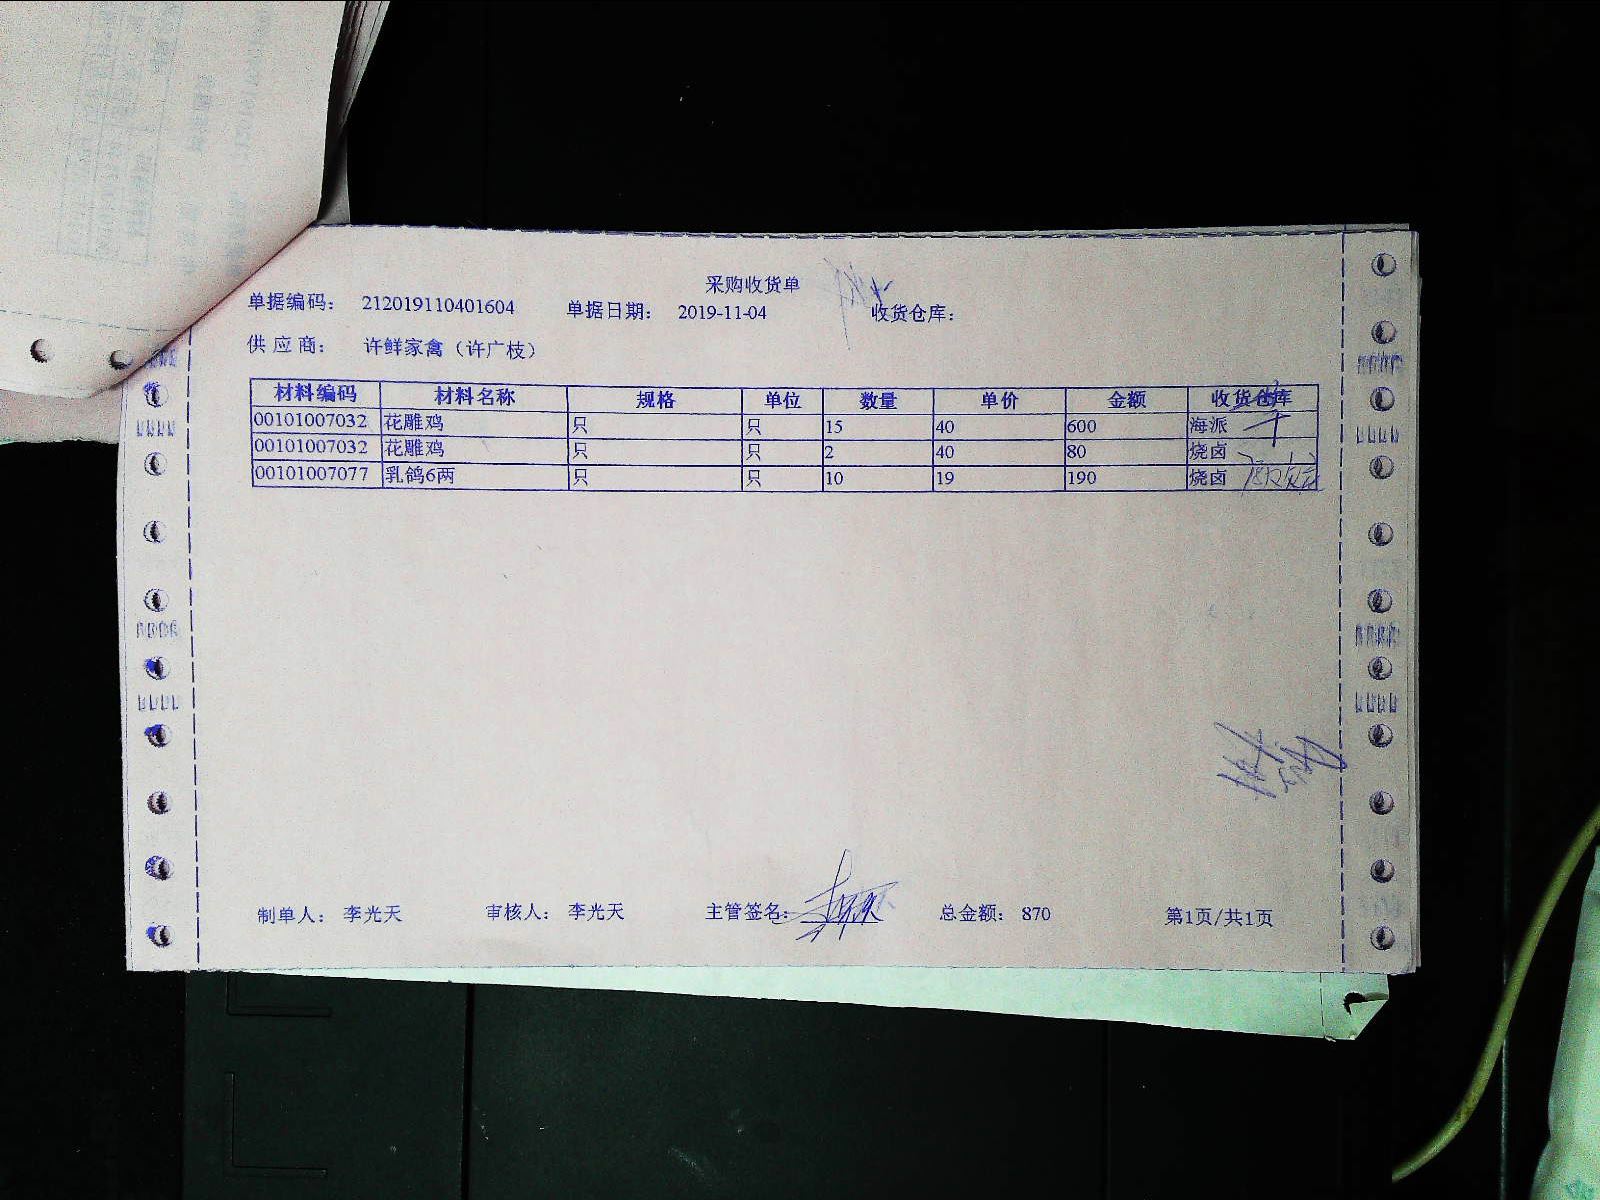 采购收货单
单据编码： 212019110401604 单据日期： 2019-11-04 收货仓库：
供应商： 许鲜家禽（许广枝）
材料编码 材料名称 规格 单位 数量 单价 金额 收货仓库
00101007032 花雕鸡 只 只 15 40 600 海派
00101007032 花雕鸡 只 只 2 40 80 烧卤
00101007077 乳鸽6两 只 只 10 19 190 烧卤
制单人： 李光天 审核人： 李光天 主管签名： 总金额： 870 第1页/共1页